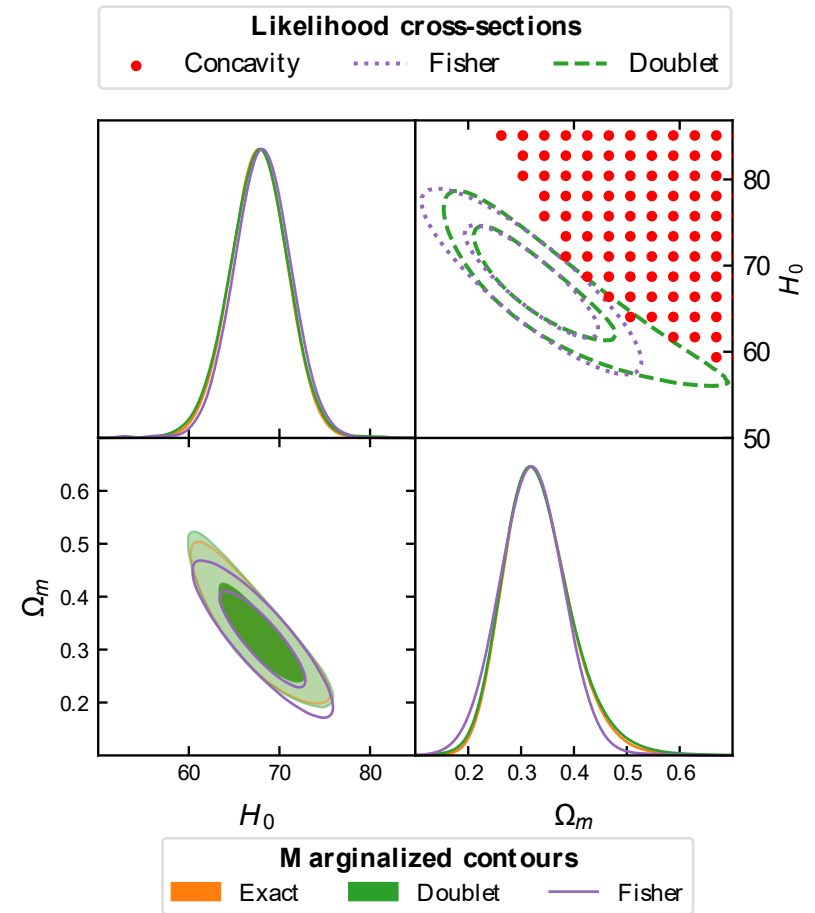 Likelihood cross-sections
Concavity Fisher Doublet
80
70
H0
60
50
0.6
0.5
0.4
0.3
0.2
Ωm
60 70 80
0.2 0.3 0.4 0.5 0.6
H0 Ωm
Marginalized contours
Exact Doublet Fisher